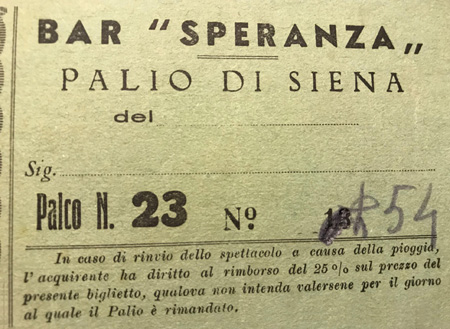 BAR "SPERANZA„
PALIO DI SIENA
del
Sig.
Palco N. 23 Nº 54
In caso di rinvio dello spettacolo a causa della pioggia,
l'acquirente ha diritto al rimborso del 25% sul prezzo del
presente biglietto, qualova non intenda valersene per il giorno
al quale il Palio è rimandato.